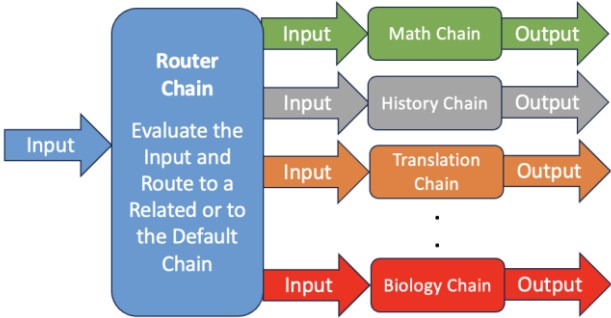 Input
Router
Chain
Evaluate the
Input and
Route to a
Related or to
the Default
Chain
Input
Math Chain
Output
Input
History Chain
Output
Input
Translation
Chain
Output
.
.
Input
Biology Chain
Output